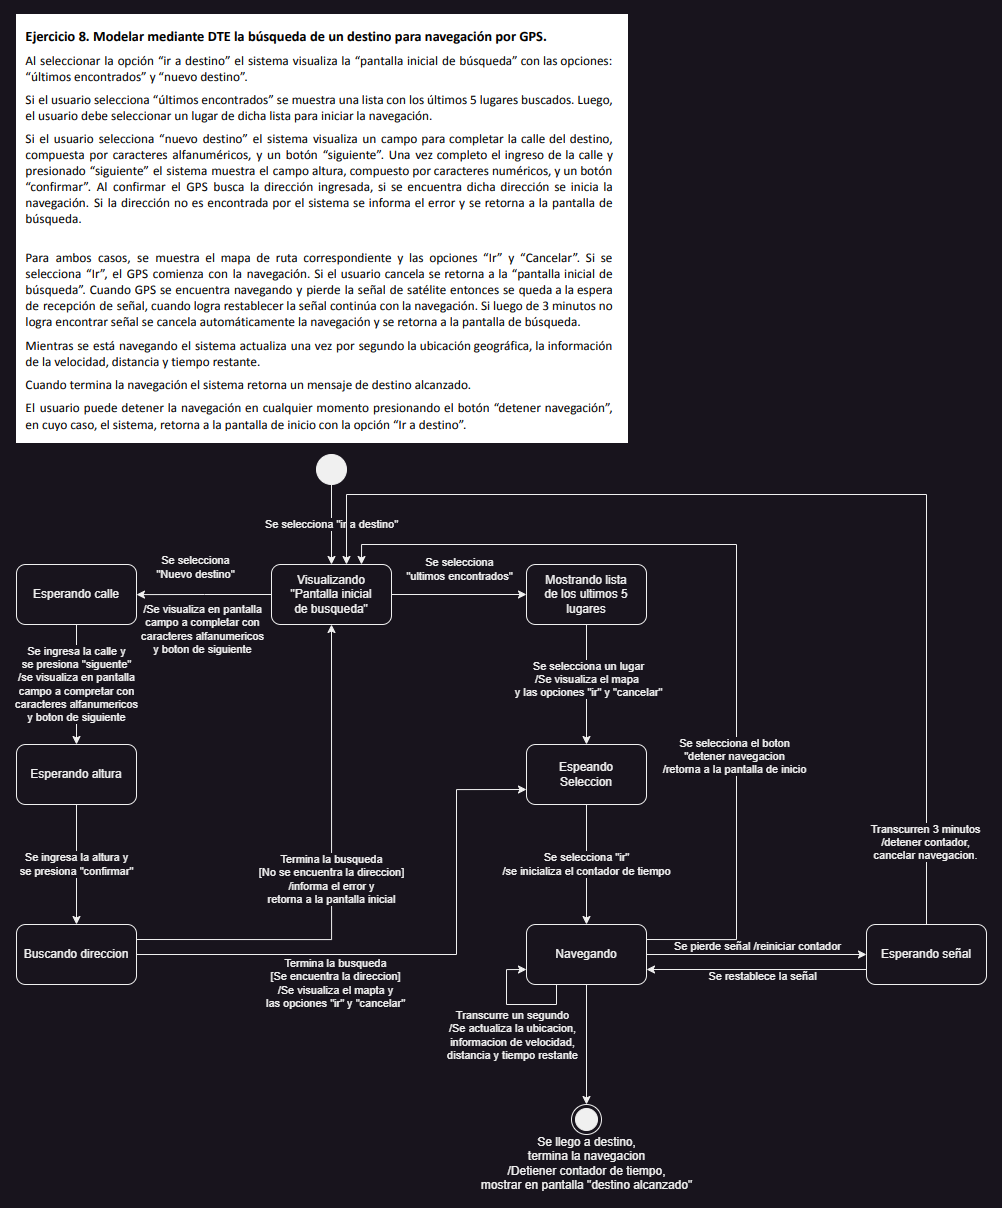 Ejercicio 8. Modelar mediante DTE la búsqueda de un destino para navegación por GPS.
Al seleccionar la opción “ir a destino” el sistema visualiza la “pantalla inicial de búsqueda” con las opciones:
“últimos encontrados” y “nuevo destino”.
Si el usuario selecciona “últimos encontrados” se muestra una lista con los últimos 5 lugares buscados. Luego,
el usuario debe seleccionar un lugar de dicha lista para iniciar la navegación.
Si el usuario selecciona “nuevo destino” el sistema visualiza un campo para completar la calle del destino,
compuesta por caracteres alfanuméricos, y un botón “siguiente”. Una vez completo el ingreso de la calle y
presionado “siguiente” el sistema muestra el campo altura, compuesto por caracteres numéricos, y un botón
“confirmar”. Al confirmar el GPS busca la dirección ingresada, si se encuentra dicha dirección se inicia la
navegación. Si la dirección no es encontrada por el sistema se informa el error y se retorna a la pantalla de
búsqueda.
Para ambos casos, se muestra el mapa de ruta correspondiente y las opciones “Ir” y “Cancelar”. Si se
selecciona “Ir”, el GPS comienza con la navegación. Si el usuario cancela se retorna a la “pantalla inicial de
búsqueda”. Cuando GPS se encuentra navegando y pierde la señal de satélite entonces se queda a la espera
de recepción de señal, cuando logra restablecer la señal continúa con la navegación. Si luego de 3 minutos no
logra encontrar señal se cancela automáticamente la navegación y se retorna a la pantalla de búsqueda.
Mientras se está navegando el sistema actualiza una vez por segundo la ubicación geográfica, la información
de la velocidad, distancia y tiempo restante.
Cuando termina la navegación el sistema retorna un mensaje de destino alcanzado.
El usuario puede detener la navegación en cualquier momento presionando el botón “detener navegación”,
en cuyo caso, el sistema, retorna a la pantalla de inicio con la opción “Ir a destino”.
Se selecciona "ir a destino"
Se selecciona
"Nuevo destino"
/Se visualiza en pantalla
campo a completar con
caracteres alfanumericos
y boton de siguiente
Se selecciona
"ultimos encontrados"
Esperando calle
Visualizando
"Pantalla inicial
de busqueda"
Mostrando lista
de los ultimos 5
lugares
Se ingresa la calle y
se presiona "siguente"
/se visualiza en pantalla
campo a compretar con
caracteres alfanumericos
y boton de siguiente
Se selecciona un lugar
/Se visualiza el mapa
y las opciones "ir" y "cancelar"
Esperando altura
Espeando
Seleccion
Se selecciona el boton
"detener navegacion
/retorna a la pantalla de inicio
Se ingresa la altura y
se presiona "confirmar"
Termina la busqueda
[No se encuentra la direccion]
/informa el error y
retorna a la pantalla inicial
Se selecciona "ir"
/se inicializa el contador de tiempo
Transcurren 3 minutos
/detener contador,
cancelar navegacion.
Buscando direccion
Termina la busqueda
[Se encuentra la direccion]
/Se visualiza el mapta y
las opciones "ir" y "cancelar"
Navegando
Se pierde señal /reiniciar contador
Se restablece la señal
Esperando señal
Transcurre un segundo
/Se actualiza la ubicacion,
informacion de velocidad,
distancia y tiempo restante
Se llego a destino,
termina la navegacion
/Detiener contador de tiempo,
mostrar en pantalla "destino alcanzado"